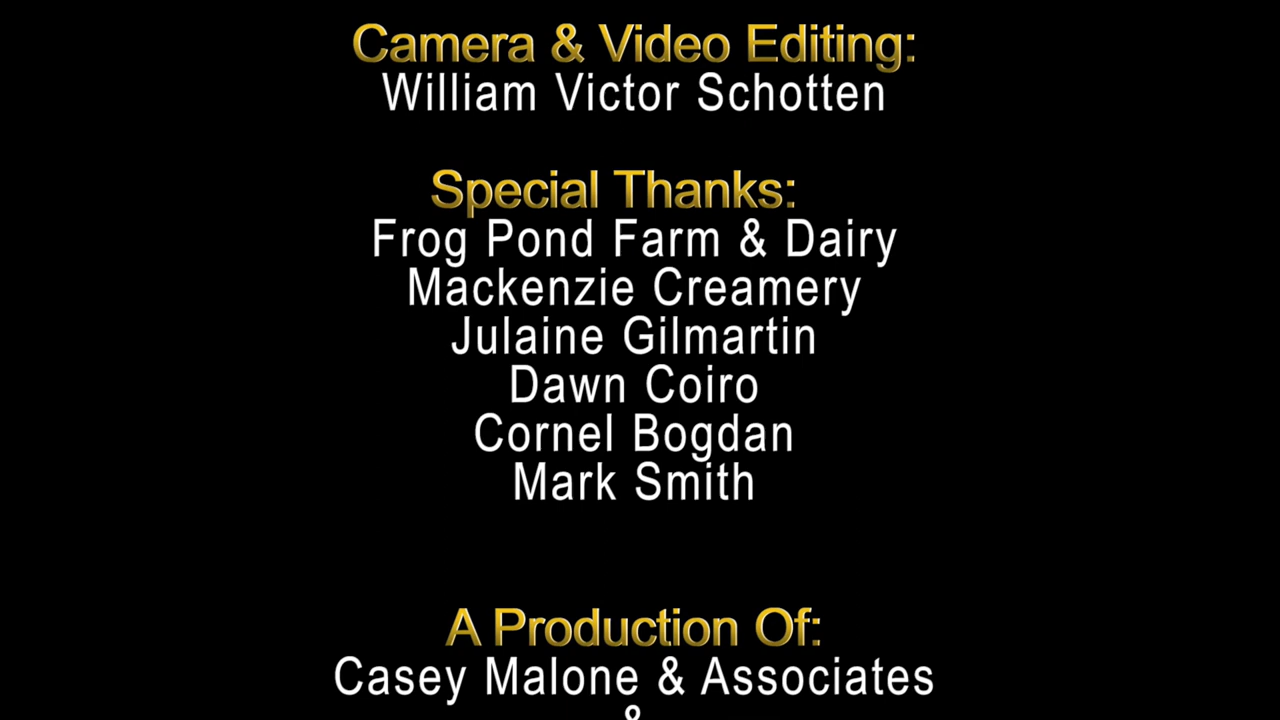 Camera & Video Editing:
William Victor Schotten
Special Thanks:
Frog Pond Farm & Dairy
Mackenzie Creamery
Julaine Gilmartin
Dawn Coiro
Cornel Bogdan
Mark Smith
A Production Of:
Casey Malone & Associates
&